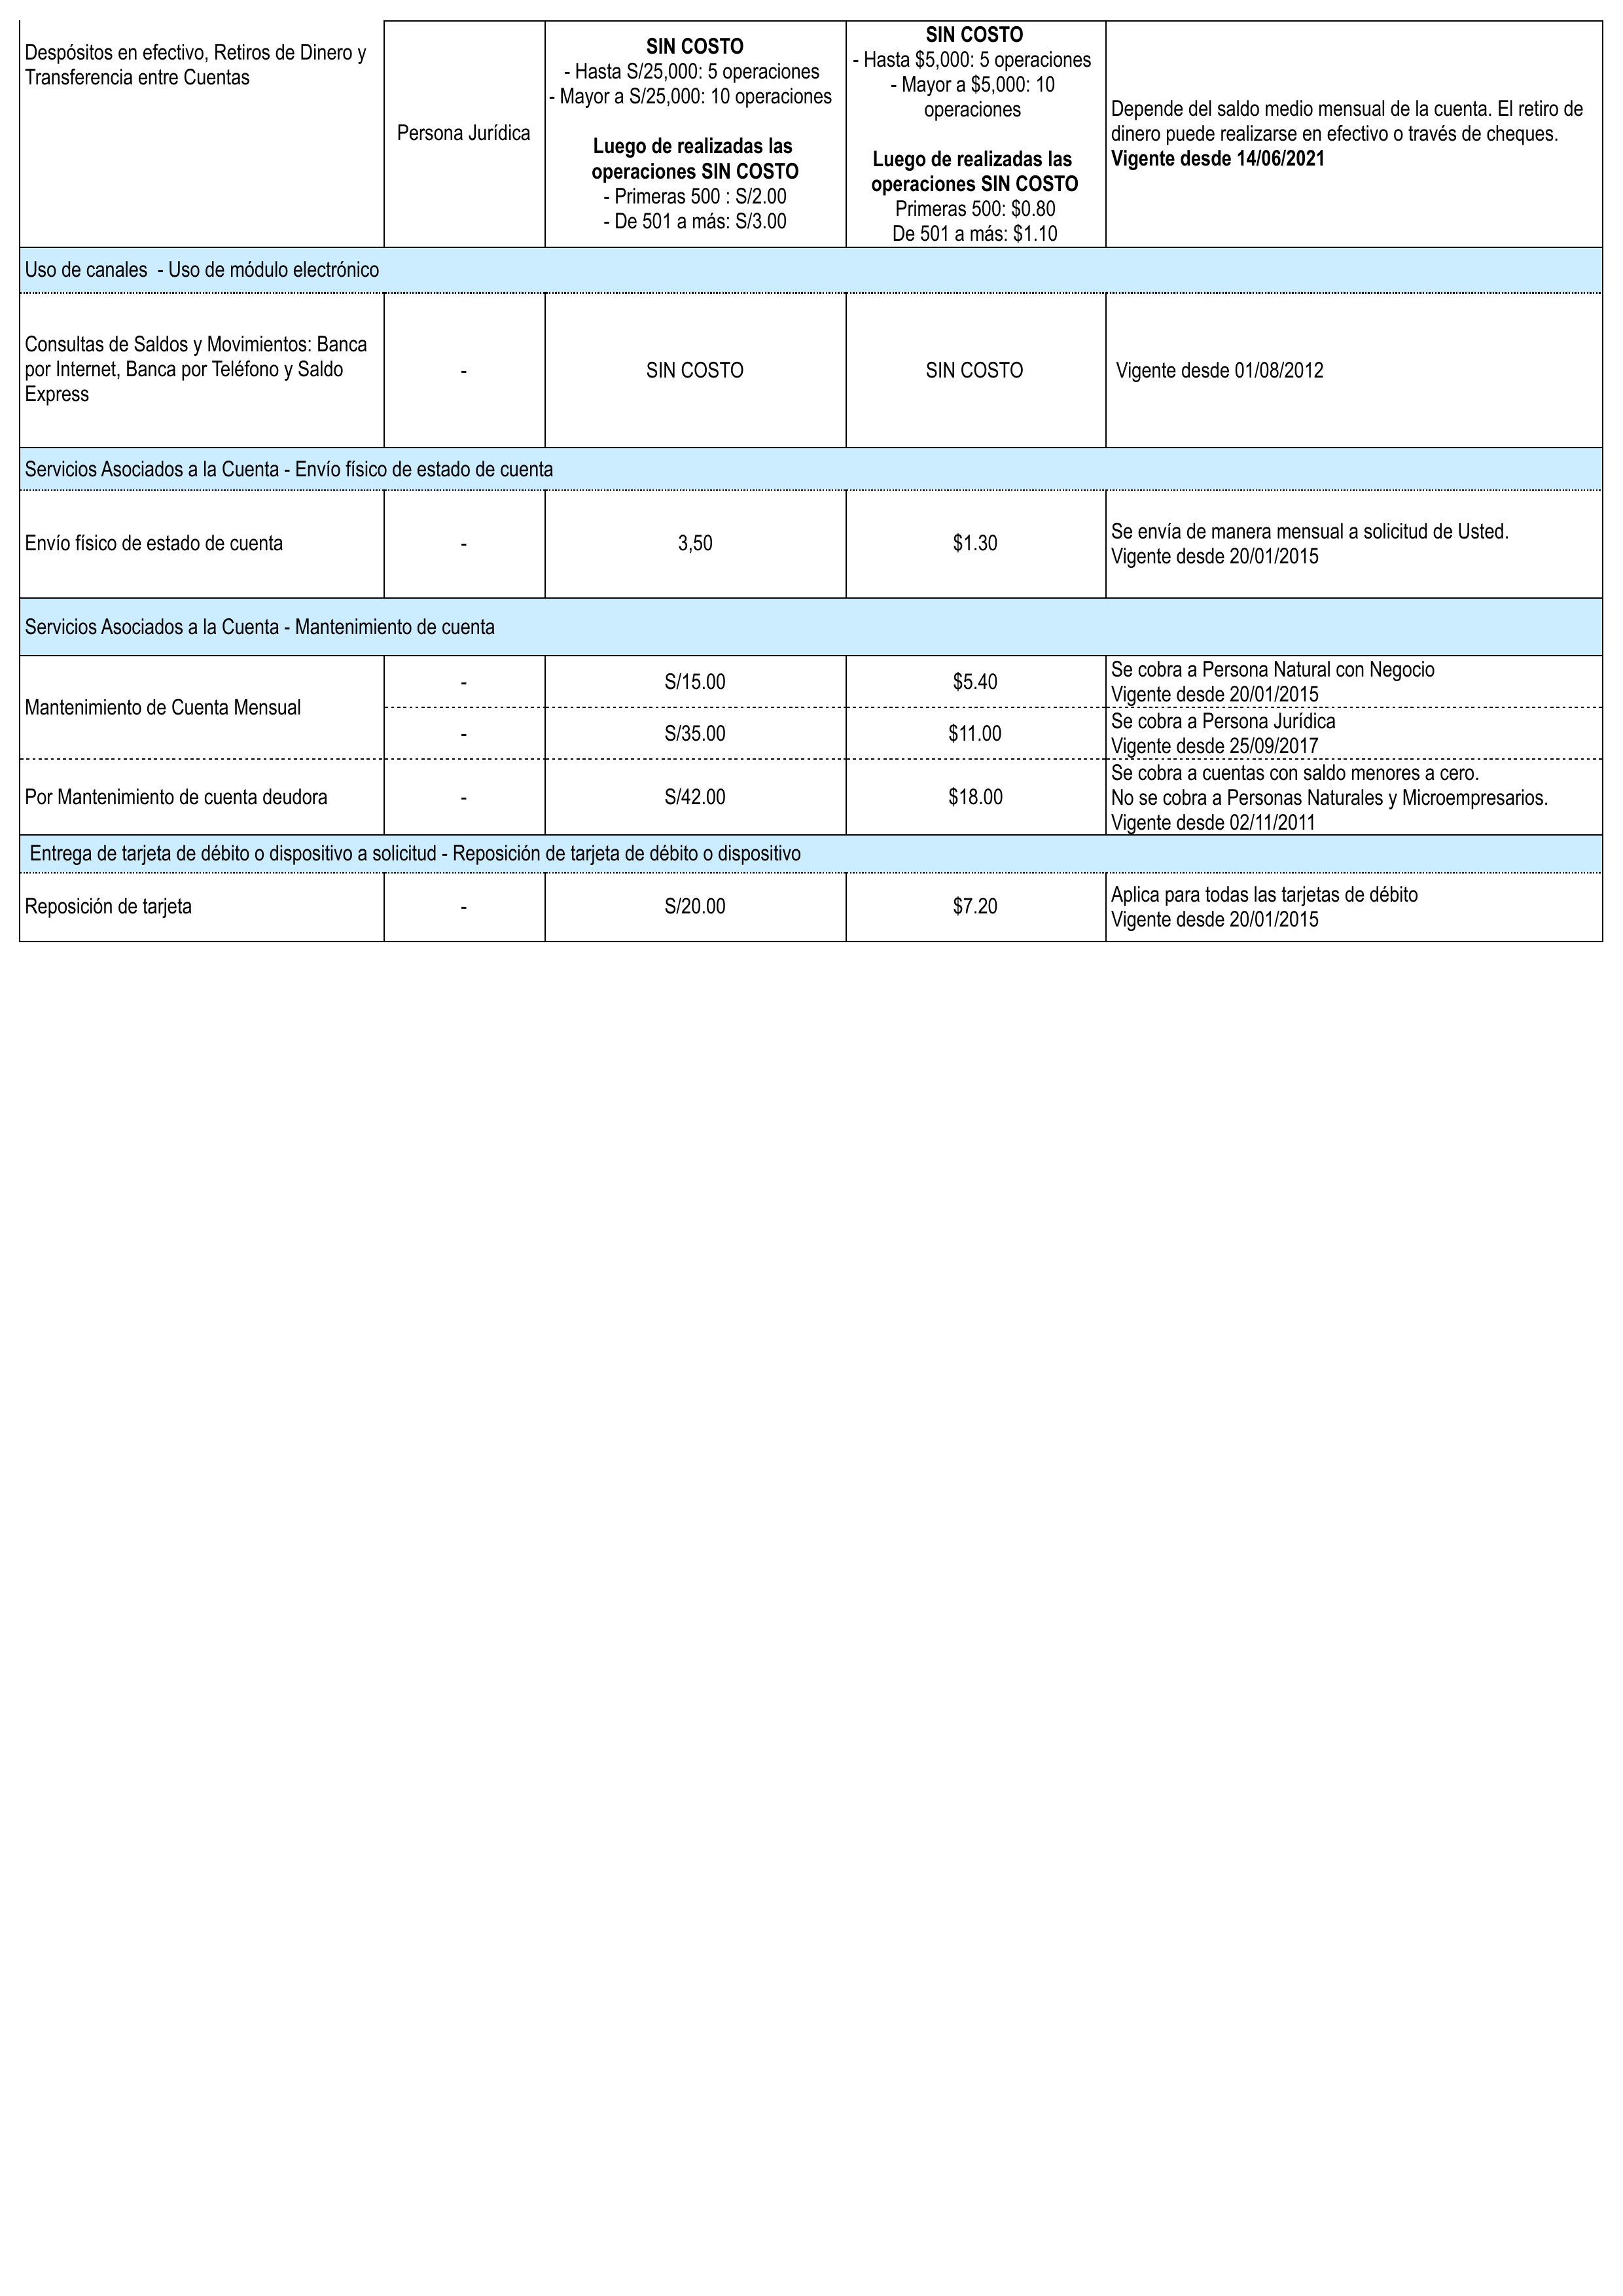 Despósitos en efectivo, Retiros de Dinero y
Transferencia entre Cuentas
Persona Jurídica
SIN COSTO
- Hasta S/25,000: 5 operaciones
- Mayor a S/25,000: 10 operaciones
Luego de realizadas las
operaciones SIN COSTO
- Primeras 500 : S/2.00
- De 501 a más: S/3.00
SIN COSTO
- Hasta $5,000: 5 operaciones
- Mayor a $5,000: 10
operaciones
Luego de realizadas las
operaciones SIN COSTO
Primeras 500: $0.80
De 501 a más: $1.10
Depende del saldo medio mensual de la cuenta. El retiro de
dinero puede realizarse en efectivo o través de cheques.
Vigente desde 14/06/2021
Uso de canales - Uso de módulo electrónico
Consultas de Saldos y Movimientos: Banca
por Internet, Banca por Teléfono y Saldo
Express
-
SIN COSTO
SIN COSTO
Vigente desde 01/08/2012
Servicios Asociados a la Cuenta - Envío físico de estado de cuenta
Envío físico de estado de cuenta
-
3,50
$1.30
Se envía de manera mensual a solicitud de Usted.
Vigente desde 20/01/2015
Servicios Asociados a la Cuenta - Mantenimiento de cuenta
Mantenimiento de Cuenta Mensual
-
S/15.00
$5.40
Se cobra a Persona Natural con Negocio
Vigente desde 20/01/2015
-
S/35.00
$11.00
Se cobra a Persona Jurídica
Vigente desde 25/09/2017
Por Mantenimiento de cuenta deudora
-
S/42.00
$18.00
Se cobra a cuentas con saldo menores a cero.
No se cobra a Personas Naturales y Microempresarios.
Vigente desde 02/11/2011
Entrega de tarjeta de débito o dispositivo a solicitud - Reposición de tarjeta de débito o dispositivo
Reposición de tarjeta
-
S/20.00
$7.20
Aplica para todas las tarjetas de débito
Vigente desde 20/01/2015